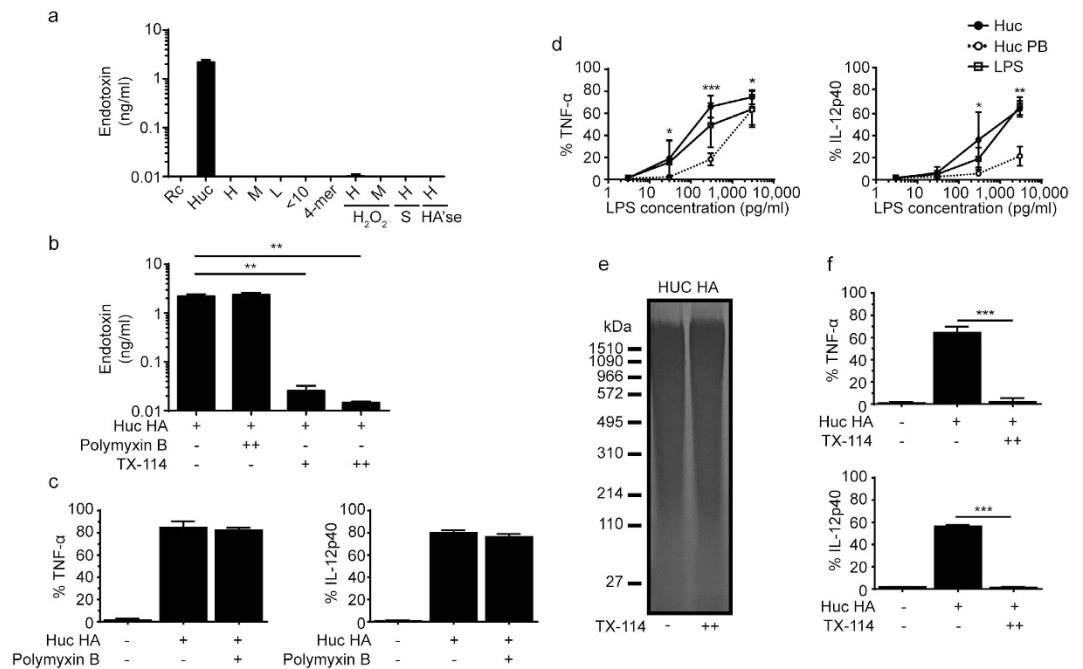 a
Endotoxin
(ng/ml)
10
1
0.1
0.01
Rc Huc H M L <10 4-mer H M H H
H₂O₂ S HA'se
b
** 
**
Endotoxin
(ng/ml)
10
1
0.1
0.01
Huc HA + + + +
Polymyxin B - ++ - -
TX-114 - - + ++
c
% TNF-α
100
80
60
40
20
0
Huc HA - + +
Polymyxin B - - +
% IL-12p40
100
80
60
40
20
0
Huc HA - + +
Polymyxin B - - +
d
Huc
Huc PB
LPS
% TNF-α
100
80
60
40
20
0
* *** *
1 10 100 1,000 10,000
LPS concentration (pg/ml)
% IL-12p40
100
80
60
40
20
0
* **
1 10 100 1,000 10,000
LPS concentration (pg/ml)
e
HUC HA
kDa
1510
1090
966
572
495
310
214
110
27
TX-114 - ++
f
% TNF-α
100
80
60
40
20
0
***
Huc HA - + +
TX-114 - - ++
% IL-12p40
100
80
60
40
20
0
***
Huc HA - + +
TX-114 - - ++